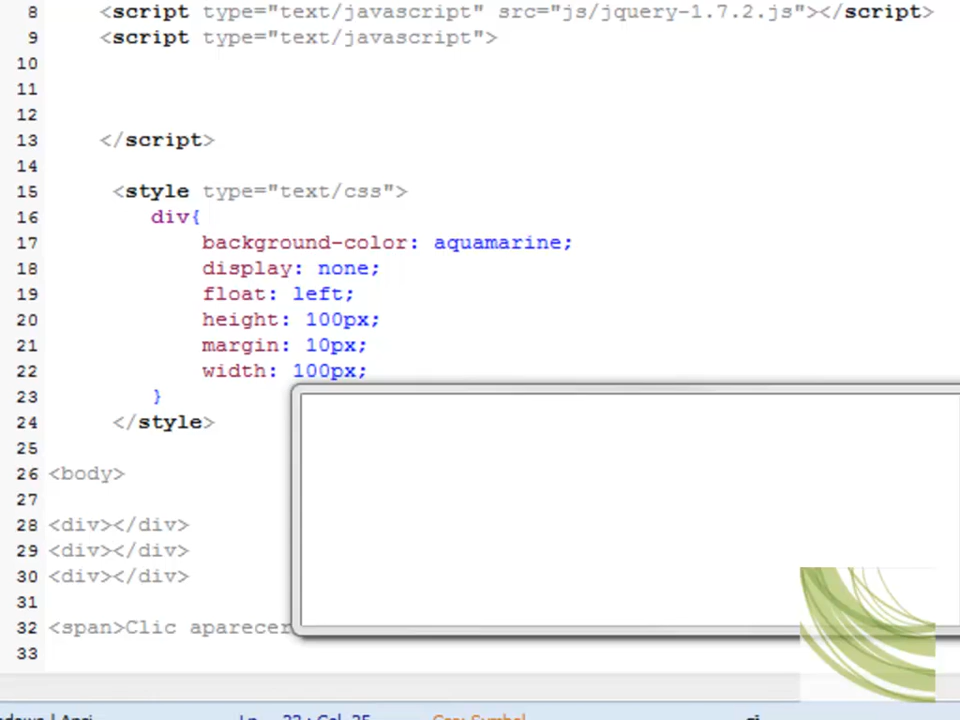 8 <script type="text/javascript" src="js/jquery-1.7.2.js"></script>
9 <script type="text/javascript">
10
11
12
13 </script>
14
15 <style type="text/css">
16 div{
17 background-color: aquamarine;
18 display: none;
19 float: left;
20 height: 100px;
21 margin: 10px;
22 width: 100px;
23 }
24 </style>
25
26 <body>
27
28 <div></div>
29 <div></div>
30 <div></div>
31
32 <span>Clic aparecer
33